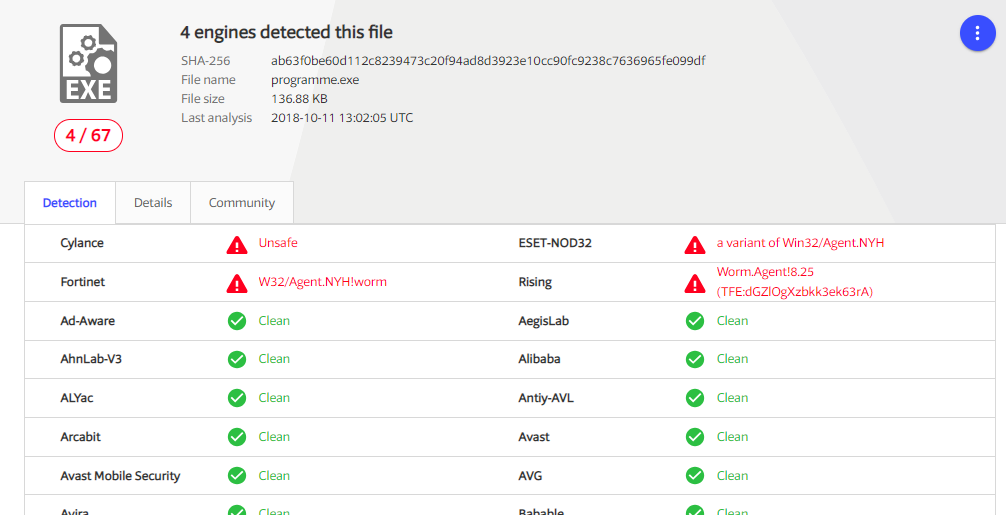 4 engines detected this file
SHA-256 ab63f0be60d112c8239473c20f94ad8d3923e10cc90fc9238c7636965fe099df
File name programme.exe
File size 136.88 KB
Last analysis 2018-10-11 13:02:05 UTC
EXE
4 / 67
Detection Details Community
Cylance Unsafe ESET-NOD32 a variant of Win32/Agent.NYH
Fortinet W32/Agent.NYH!worm Rising Worm.Agent!8.25
(TFE:dGZlOgXzbkk3ek63rA)
Ad-Aware Clean AegisLab Clean
AhnLab-V3 Clean Alibaba Clean
ALYac Clean Antiy-AVL Clean
Arcabit Clean Avast Clean
Avast Mobile Security Clean AVG Clean
Avira Clean Babable Clean